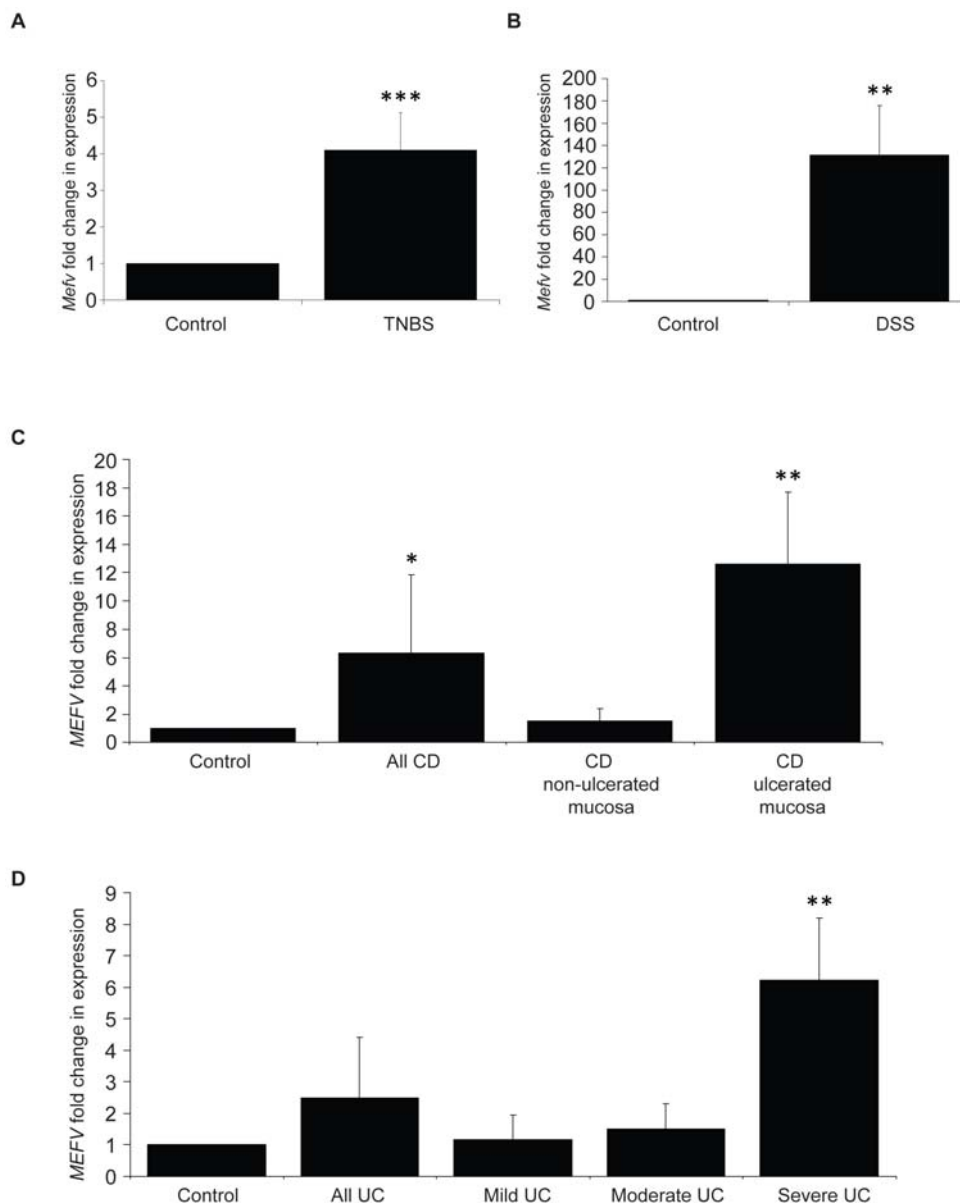 A
Mefv fold change in expression
6
5
4
3
2
1
0
***
Control
TNBS
B
Mefv fold change in expression
200
180
160
140
120
100
80
60
40
20
0
**
Control
DSS
C
MEFV fold change in expression
20
18
16
14
12
10
8
6
4
2
0
*
**
Control
All CD
CD
non-ulcerated
mucosa
CD
ulcerated
mucosa
D
MEFV fold change in expression
9
8
7
6
5
4
3
2
1
0
**
Control
All UC
Mild UC
Moderate UC
Severe UC